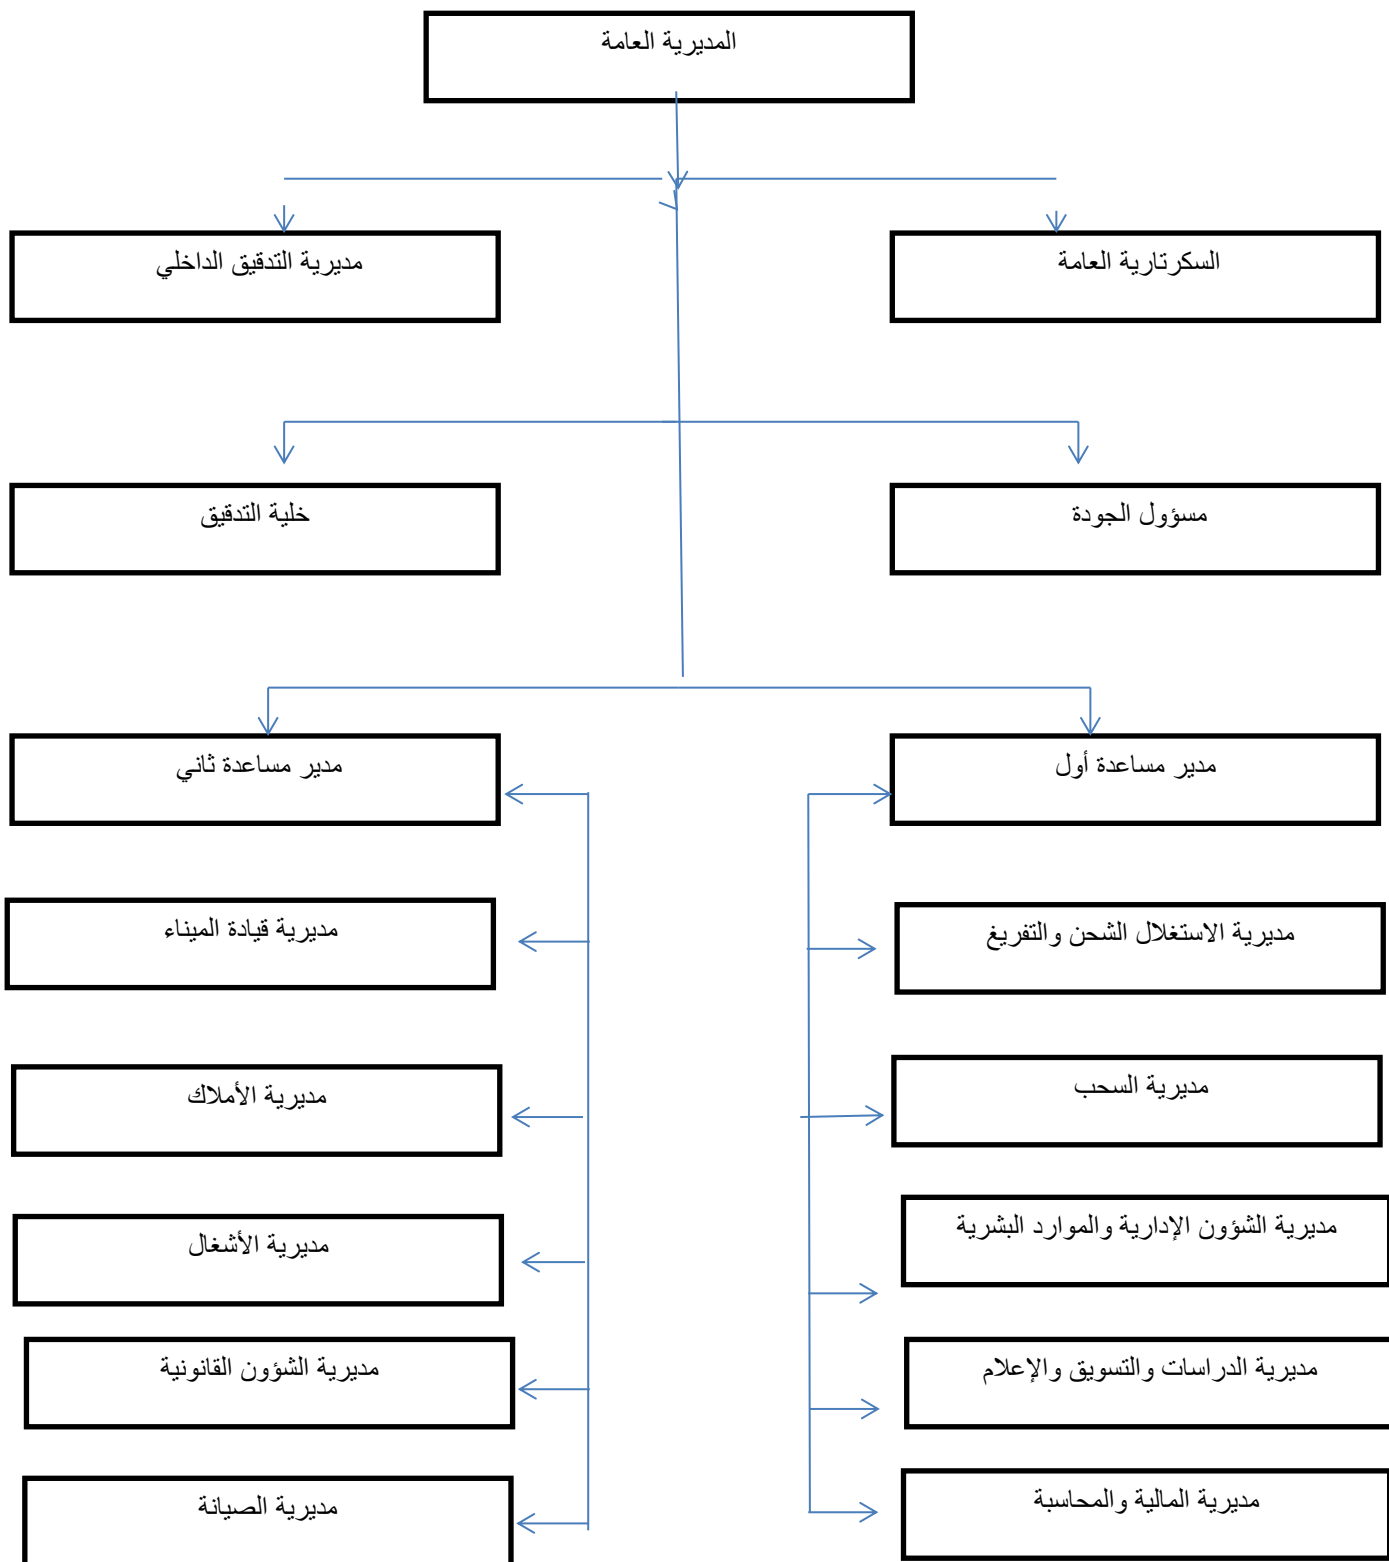 المديرية العامة
السكرتارية العامة
مديرية التدقيق الداخلي
مسؤول الجودة
خلية التدقيق
مدير مساعدة أول
مدير مساعدة ثاني
مديرية الاستغلال الشحن والتفريغ
مديرية قيادة الميناء
مديرية السحب
مديرية الأملاك
مديرية الشؤون الإدارية والموارد البشرية
مديرية الأشغال
مديرية الدراسات والتسويق والإعلام
مديرية الشؤون القانونية
مديرية المالية والمحاسبة
مديرية الصيانة